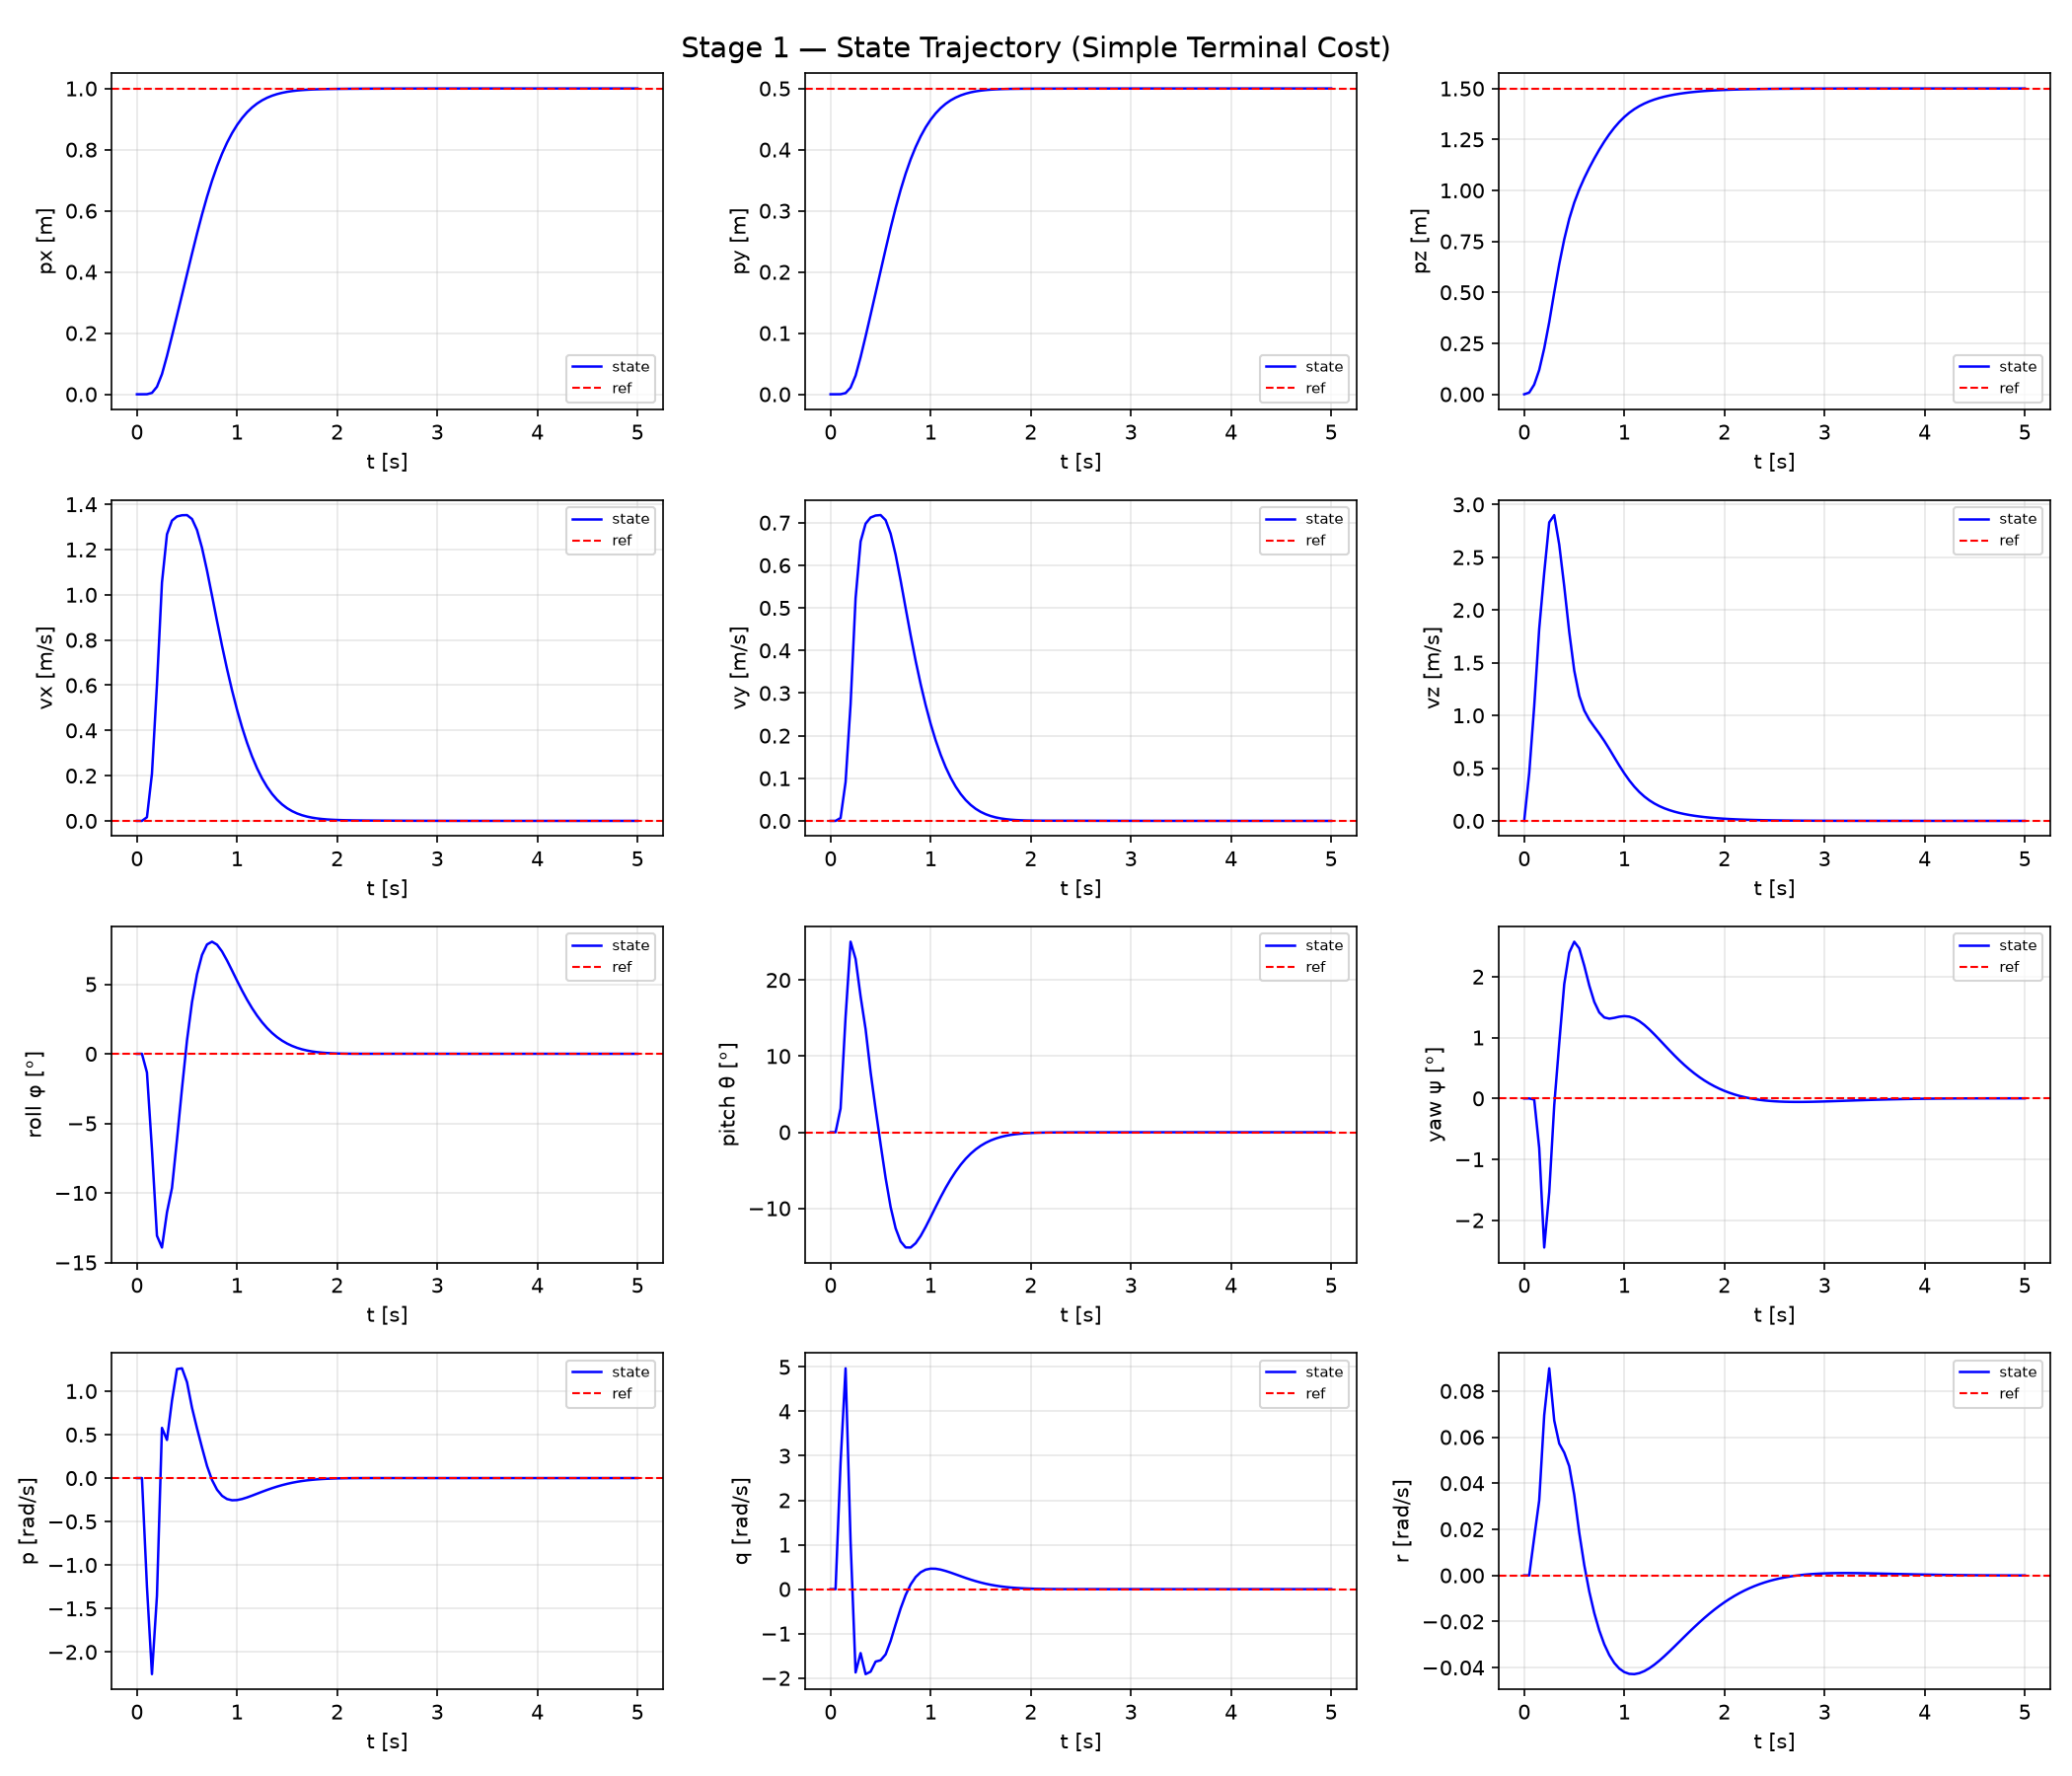 Stage 1 — State Trajectory (Simple Terminal Cost)
px [m]
1.0
0.8
0.6
0.4
0.2
0.0
state
ref
0 1 2 3 4 5
t [s]
py [m]
0.5
0.4
0.3
0.2
0.1
0.0
state
ref
0 1 2 3 4 5
t [s]
pz [m]
1.50
1.25
1.00
0.75
0.50
0.25
0.00
state
ref
0 1 2 3 4 5
t [s]
vx [m/s]
1.4
1.2
1.0
0.8
0.6
0.4
0.2
0.0
state
ref
0 1 2 3 4 5
t [s]
vy [m/s]
0.7
0.6
0.5
0.4
0.3
0.2
0.1
0.0
state
ref
0 1 2 3 4 5
t [s]
vz [m/s]
3.0
2.5
2.0
1.5
1.0
0.5
0.0
state
ref
0 1 2 3 4 5
t [s]
roll φ [°]
5
0
−5
−10
−15
state
ref
0 1 2 3 4 5
t [s]
pitch θ [°]
20
10
0
−10
state
ref
0 1 2 3 4 5
t [s]
yaw ψ [°]
2
1
0
−1
−2
state
ref
0 1 2 3 4 5
t [s]
p [rad/s]
1.0
0.5
0.0
−0.5
−1.0
−1.5
−2.0
state
ref
0 1 2 3 4 5
t [s]
q [rad/s]
5
4
3
2
1
0
−1
−2
state
ref
0 1 2 3 4 5
t [s]
r [rad/s]
0.08
0.06
0.04
0.02
0.00
−0.02
−0.04
state
ref
0 1 2 3 4 5
t [s]